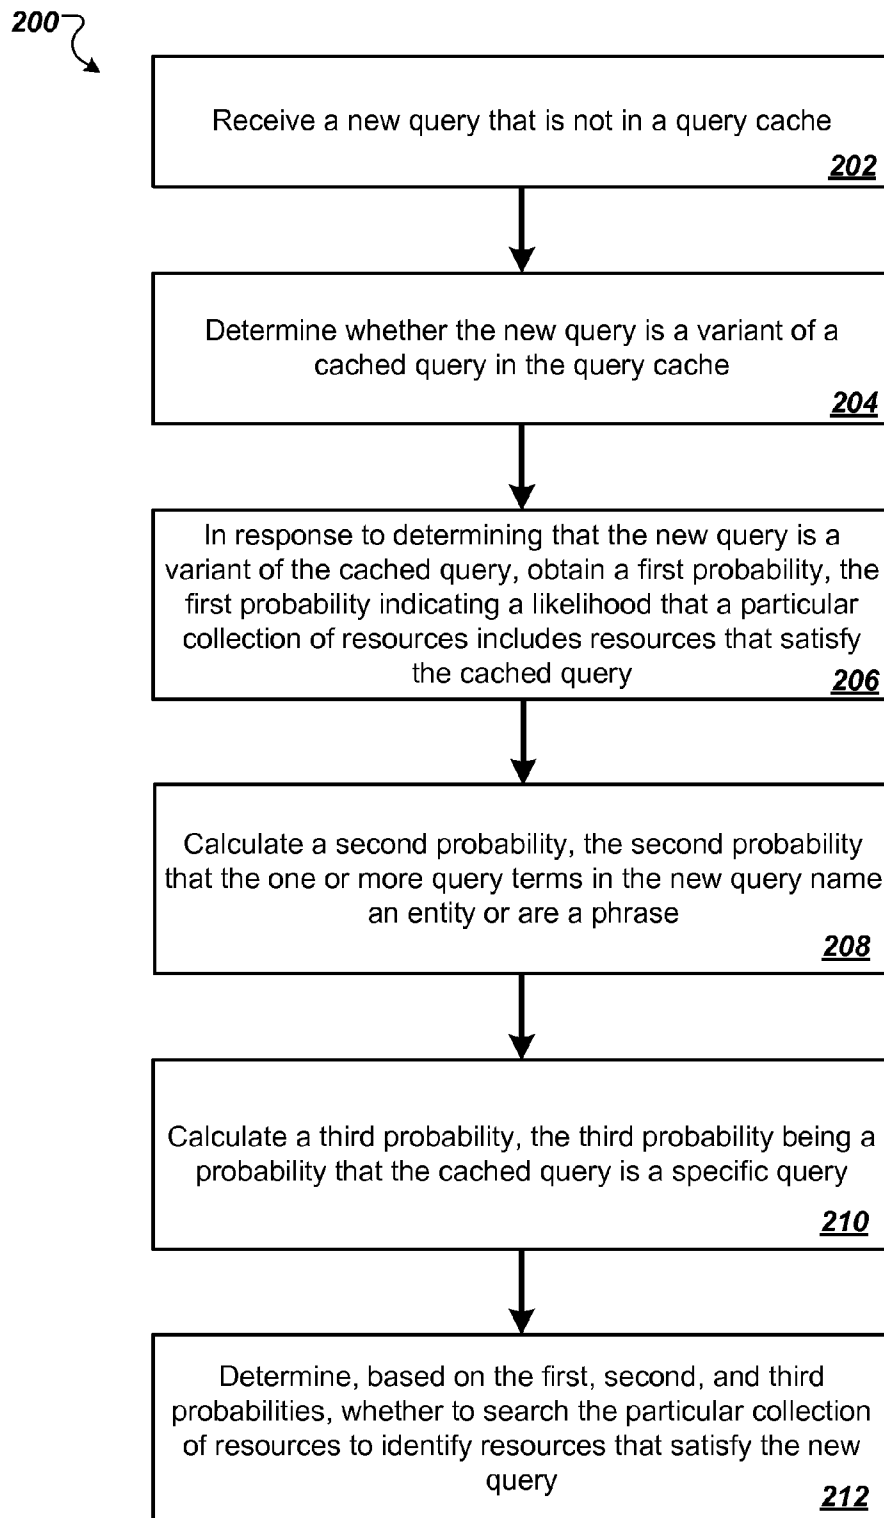 200
Receive a new query that is not in a query cache
202
Determine whether the new query is a variant of a
cached query in the query cache
204
In response to determining that the new query is a
variant of the cached query, obtain a first probability, the
first probability indicating a likelihood that a particular
collection of resources includes resources that satisfy
the cached query
206
Calculate a second probability, the second probability
that the one or more query terms in the new query name
an entity or are a phrase
208
Calculate a third probability, the third probability being a
probability that the cached query is a specific query
210
Determine, based on the first, second, and third
probabilities, whether to search the particular collection
of resources to identify resources that satisfy the new
query
212